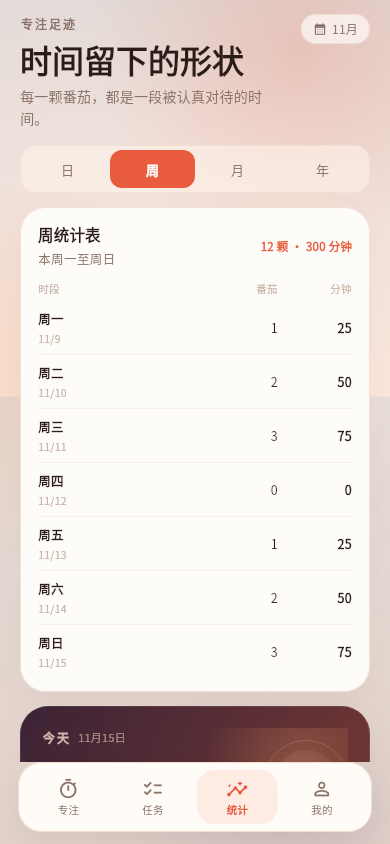 专注足迹
11月
时间留下的形状
每一颗番茄，都是一段被认真对待的时
间。
日 周 月 年
周统计表
本周一至周日
12 颗 · 300 分钟
时段 番茄 分钟
周一
11/9
1 25
周二
11/10
2 50
周三
11/11
3 75
周四
11/12
0 0
周五
11/13
1 25
周六
11/14
2 50
周日
11/15
3 75
今天 11月15日
专注 任务 统计 我的